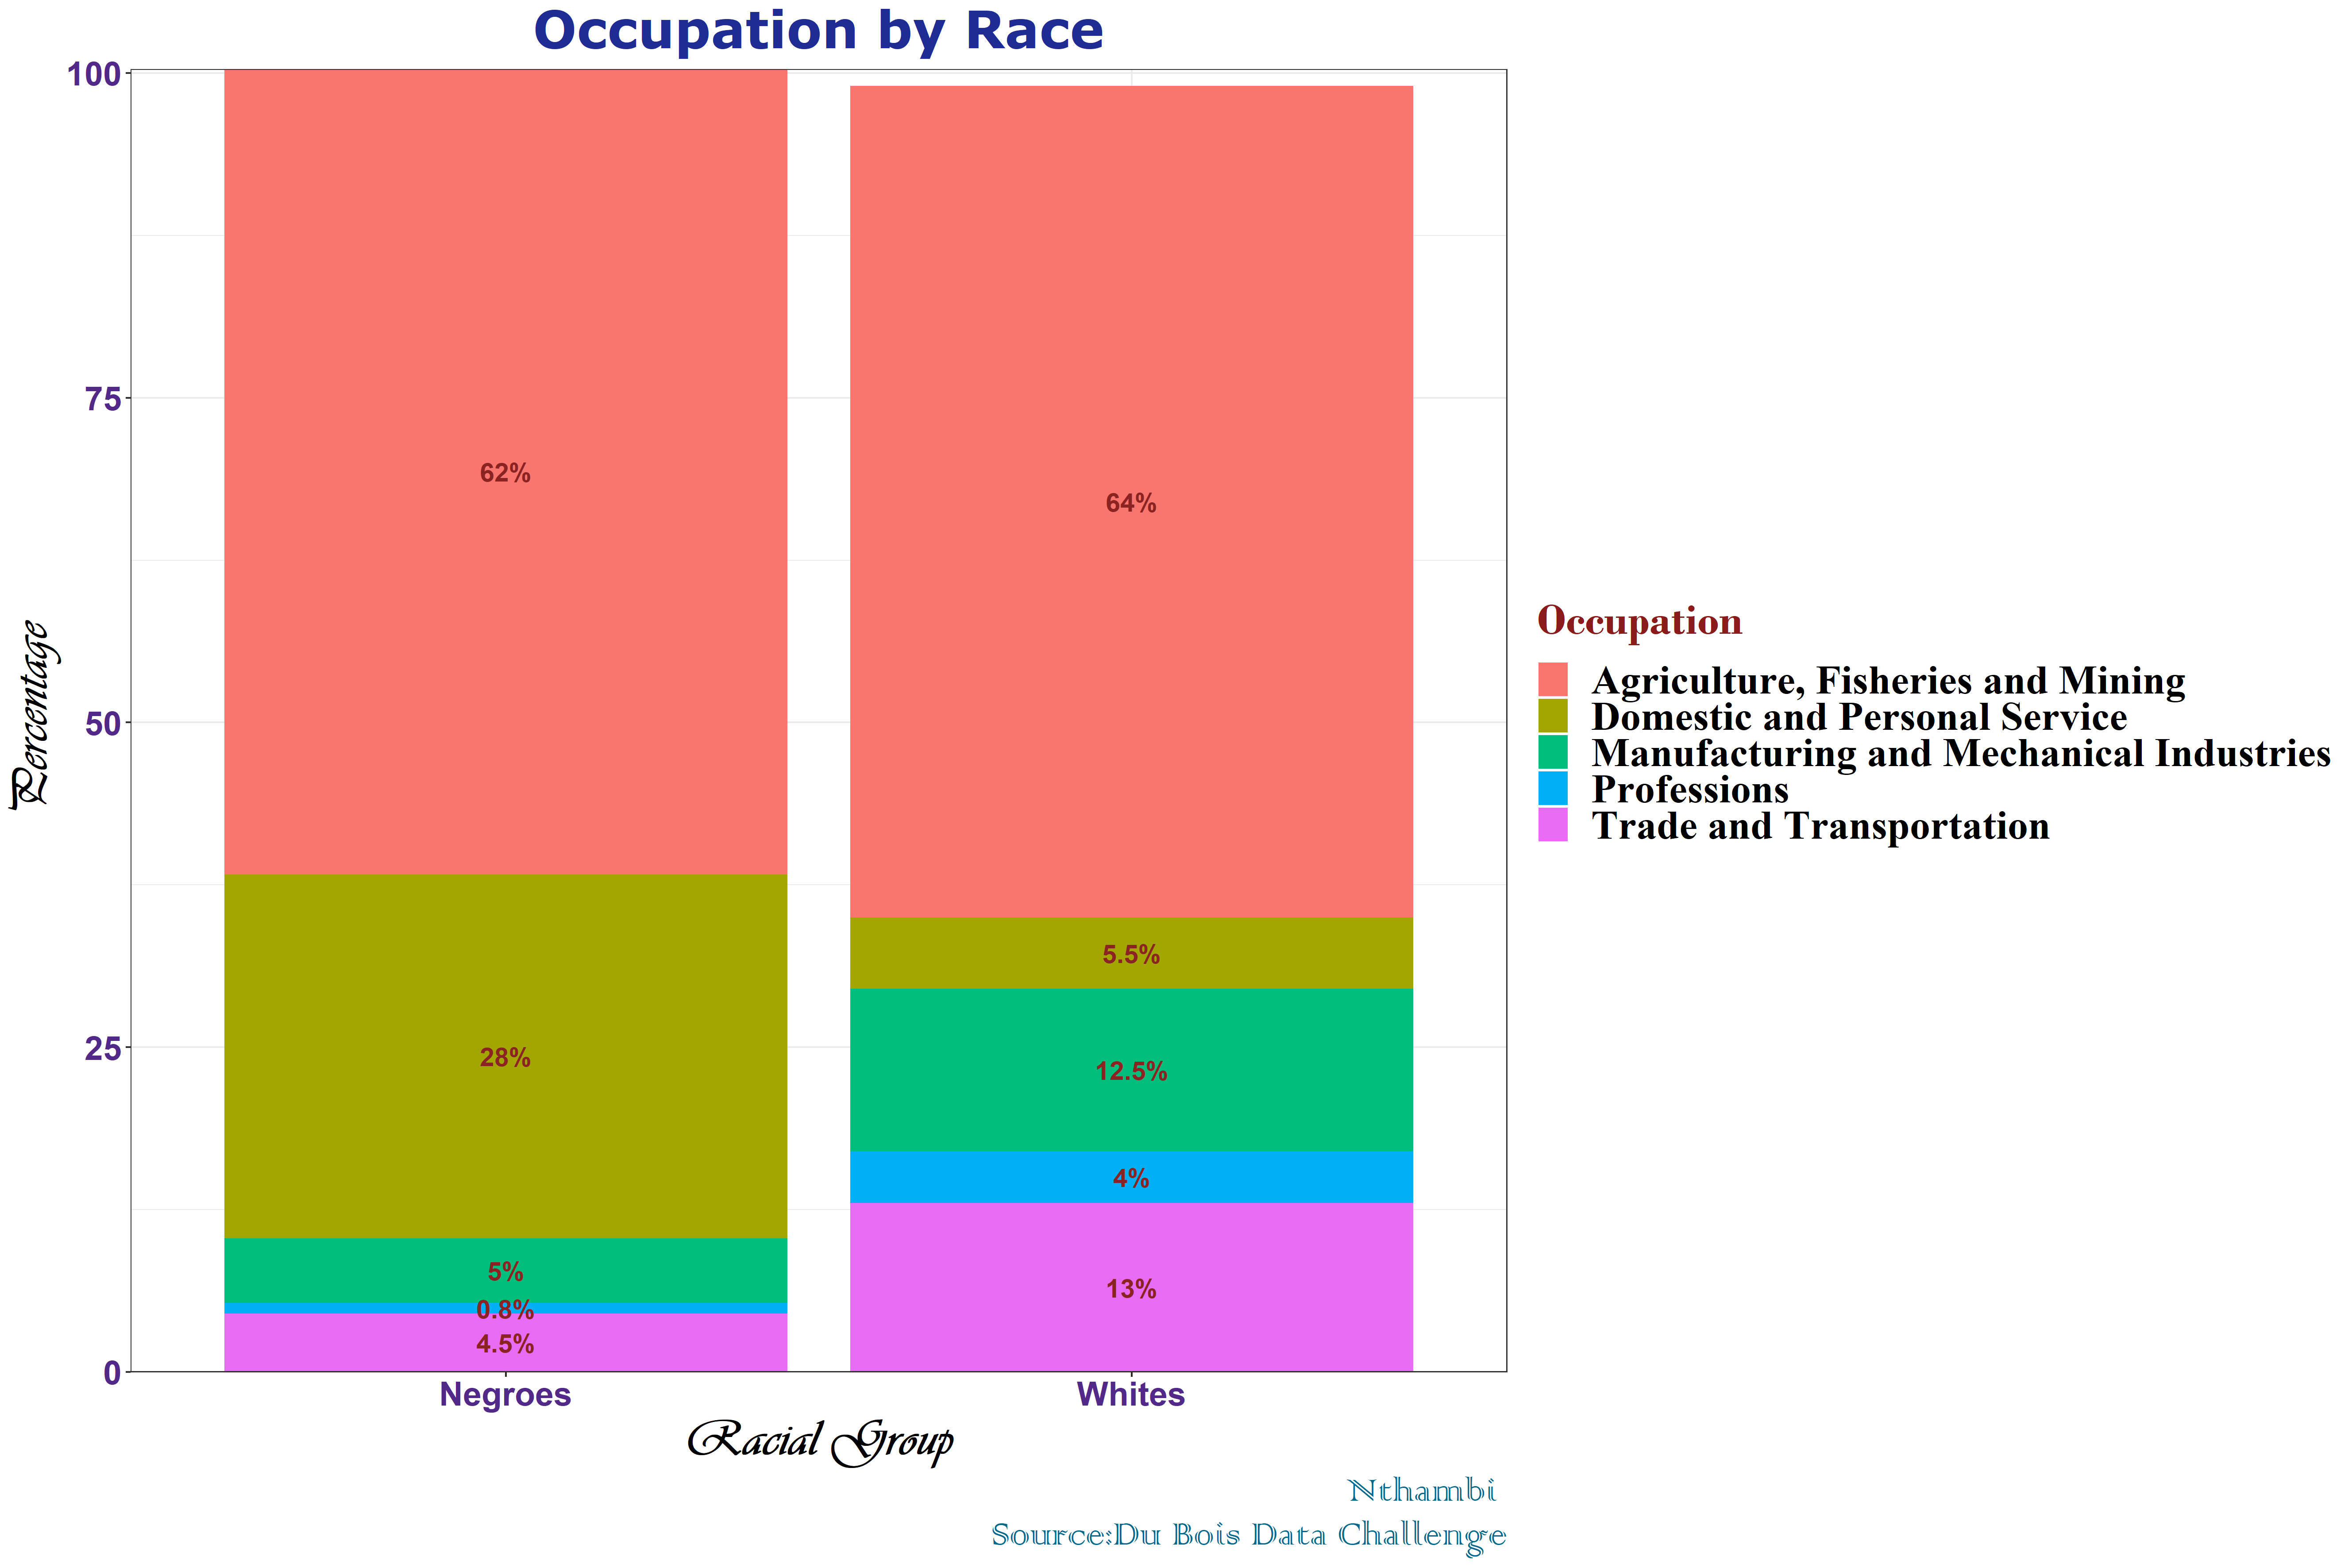 Occupation by Race
100
75
50
25
0
Percentage
62%
28%
5%
0.8%
4.5%
64%
5.5%
12.5%
4%
13%
Negroes
Whites
Racial Group
Occupation
Agriculture, Fisheries and Mining
Domestic and Personal Service
Manufacturing and Mechanical Industries
Professions
Trade and Transportation
Nthambi
Source:Du Bois Data Challenge